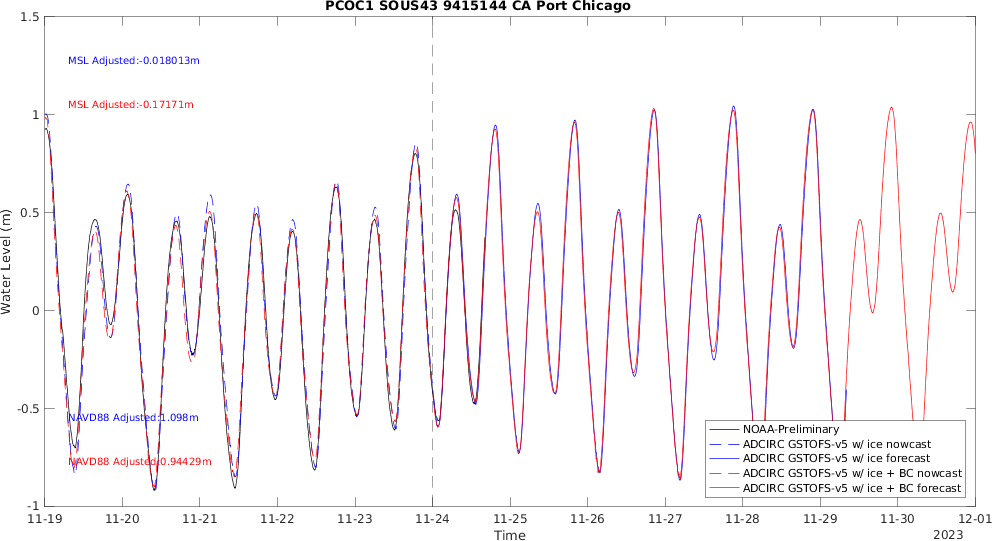 PCOC1 SOUS43 9415144 CA Port Chicago
1.5
MSL Adjusted:-0.018013m
MSL Adjusted:-0.17171m
1
0.5
Water Level (m)
0
-0.5
NAVD88 Adjusted:1.098m
NAVD88 Adjusted:0.94429m
-1
NOAA-Preliminary
ADCIRC GSTOFS-v5 w/ ice nowcast
ADCIRC GSTOFS-v5 w/ ice forecast
ADCIRC GSTOFS-v5 w/ ice + BC nowcast
ADCIRC GSTOFS-v5 w/ ice + BC forecast
11-19 11-20 11-21 11-22 11-23 11-24 11-25 11-26 11-27 11-28 11-29 11-30 12-01
Time
2023